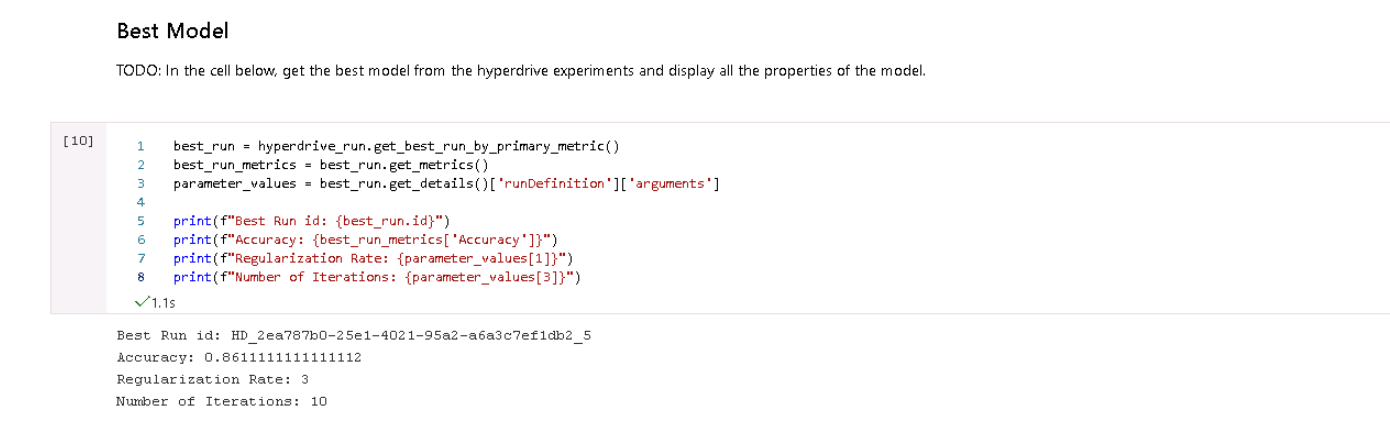 Best Model
TODO: In the cell below, get the best model from the hyperdrive experiments and display all the properties of the model.
[10]
1 best_run = hyperdrive_run.get_best_run_by_primary_metric()
2 best_run_metrics = best_run.get_metrics()
3 parameter_values = best_run.get_details()['runDefinition']['arguments']
4
5 print(f"Best Run id: {best_run.id}")
6 print(f"Accuracy: {best_run_metrics['Accuracy']}")
7 print(f"Regularization Rate: {parameter_values[1]}")
8 print(f"Number of Iterations: {parameter_values[3]}")
✓1.1s
Best Run id: HD_2ea787b0-25e1-4021-95a2-a6a3c7ef1db2_5
Accuracy: 0.8611111111111112
Regularization Rate: 3
Number of Iterations: 10